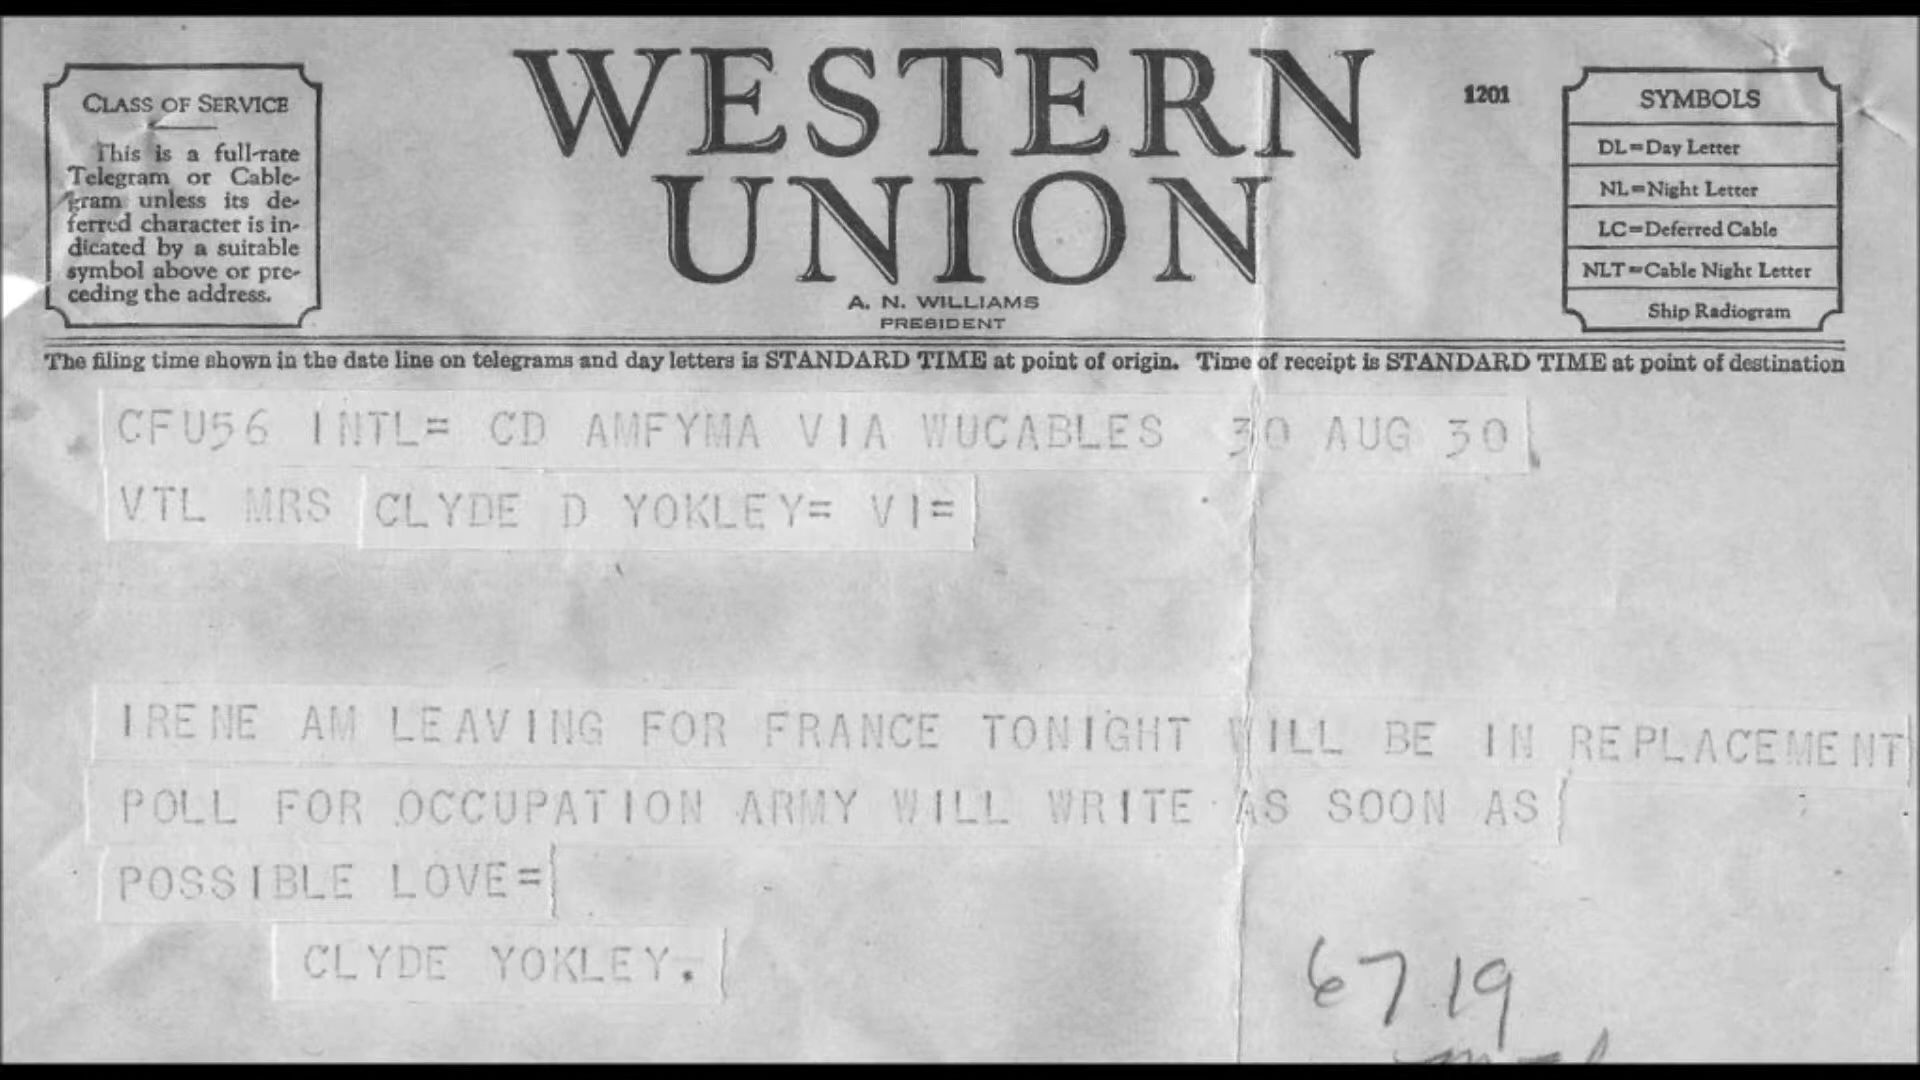 CLASS OF SERVICE
This is a full-rate
Telegram or Cable-
gram unless its de-
ferred character is in-
dicated by a suitable
symbol above or pre-
ceding the address.
WESTERN
UNION
A. N. WILLIAMS
PRESIDENT
1201
SYMBOLS
DL=Day Letter
NL=Night Letter
LC=Deferred Cable
NLT=Cable Night Letter
Ship Radiogram
The filing time shown in the date line on telegrams and day letters is STANDARD TIME at point of origin. Time of receipt is STANDARD TIME at point of destination
CFU56 INTL= CD AMFYMA VIA WUCABLES 30 AUG 30
VTL MRS CLYDE D YOKLEY= VI=
IRENE AM LEAVING FOR FRANCE TONIGHT WILL BE IN REPLACEMENT
POLL FOR OCCUPATION ARMY WILL WRITE AS SOON AS
POSSIBLE LOVE=
CLYDE YOKLEY.
6719